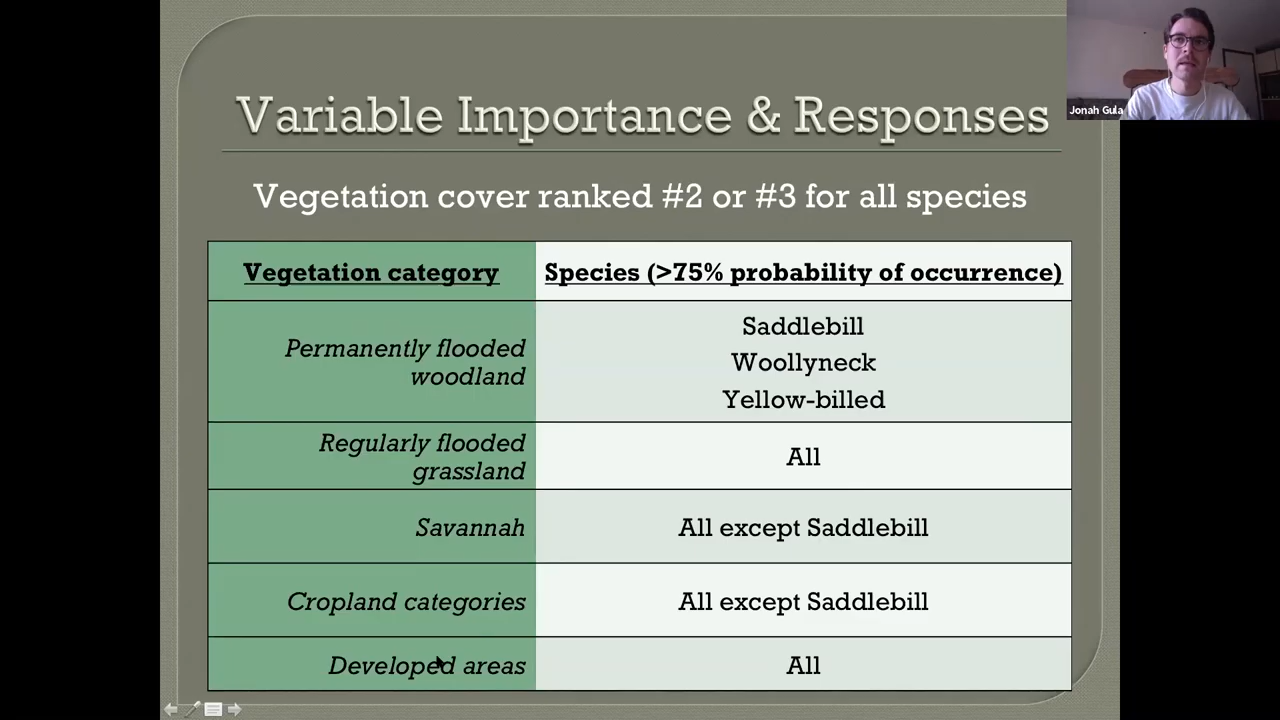 Jonah Gula
Variable Importance & Responses
Vegetation cover ranked #2 or #3 for all species
Vegetation category
Species (>75% probability of occurrence)
Permanently flooded
woodland
Saddlebill
Woollyneck
Yellow-billed
Regularly flooded
grassland
All
Savannah
All except Saddlebill
Cropland categories
All except Saddlebill
Developed areas
All